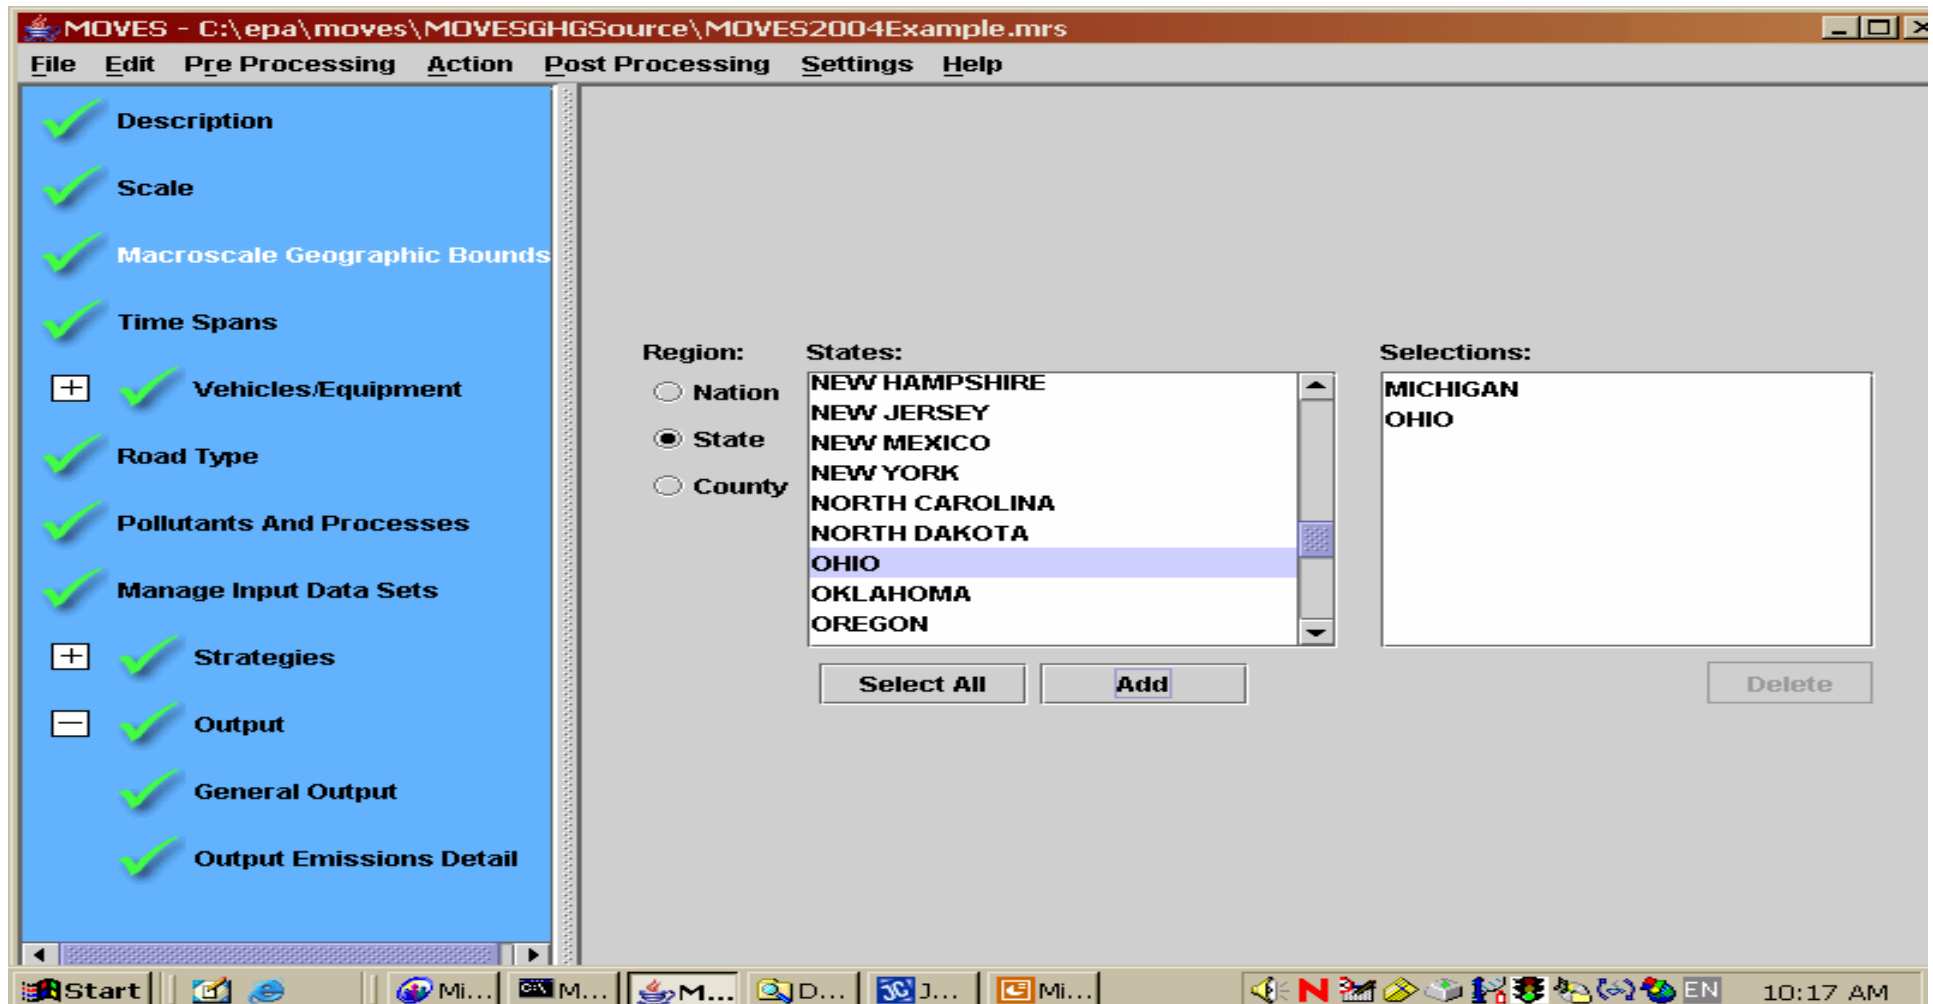 MOVES - C:\epa\moves\MOVESGHGSource\MOVES2004Example.mrs
File Edit Pre Processing Action Post Processing Settings Help
Description
Scale
Macroscale Geographic Bounds
Time Spans
Vehicles/Equipment
Road Type
Pollutants And Processes
Manage Input Data Sets
Strategies
Output
General Output
Output Emissions Detail
Region:
Nation
State
County
States:
NEW HAMPSHIRE
NEW JERSEY
NEW MEXICO
NEW YORK
NORTH CAROLINA
NORTH DAKOTA
OHIO
OKLAHOMA
OREGON
Select All Add
Selections:
MICHIGAN
OHIO
Delete
Start Mi... M... M... D... J... Mi... N EN 10:17 AM